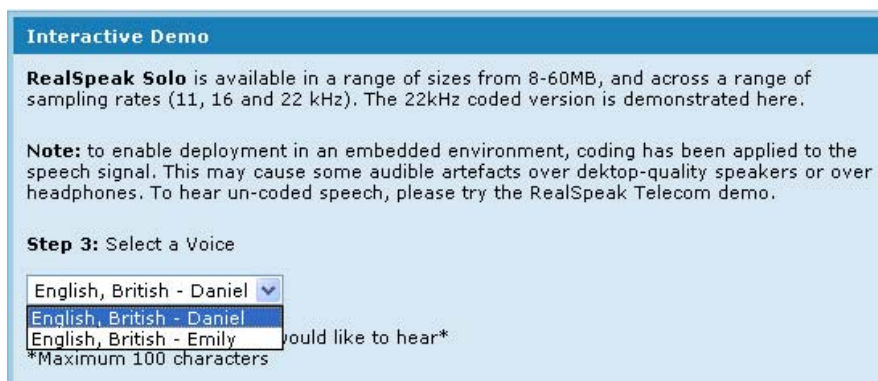 Interactive Demo
RealSpeak Solo is available in a range of sizes from 8-60MB, and across a range of
sampling rates (11, 16 and 22 kHz). The 22kHz coded version is demonstrated here.
Note: to enable deployment in an embedded environment, coding has been applied to the
speech signal. This may cause some audible artefacts over dektop-quality speakers or over
headphones. To hear un-coded speech, please try the RealSpeak Telecom demo.
Step 3: Select a Voice
English, British - Daniel
English, British - Daniel
English, British - Emily
would like to hear*
*Maximum 100 characters